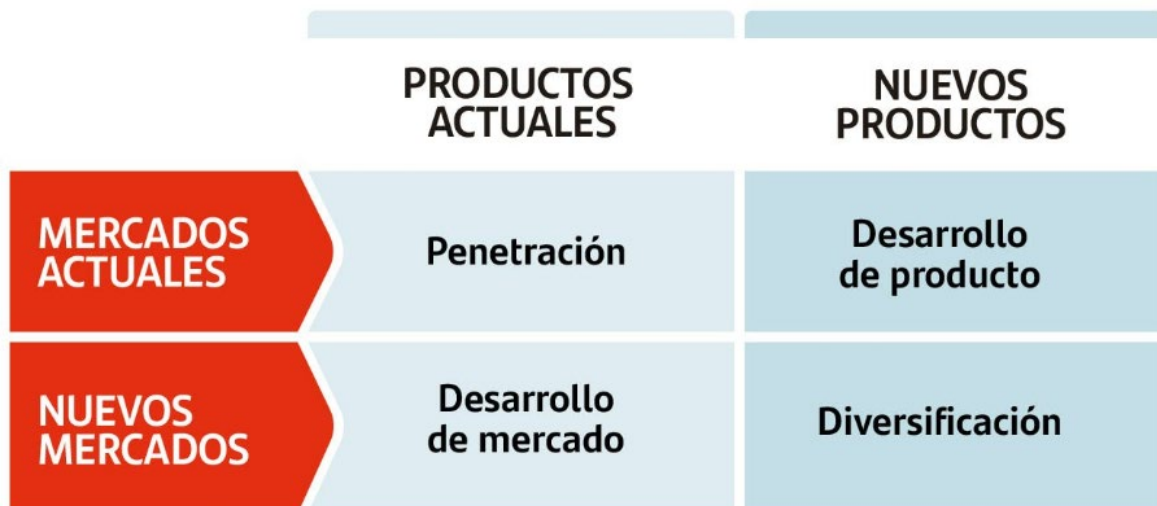 PRODUCTOS
ACTUALES
NUEVOS
PRODUCTOS
MERCADOS
ACTUALES
Penetración
Desarrollo
de producto
NUEVOS
MERCADOS
Desarrollo
de mercado
Diversificación